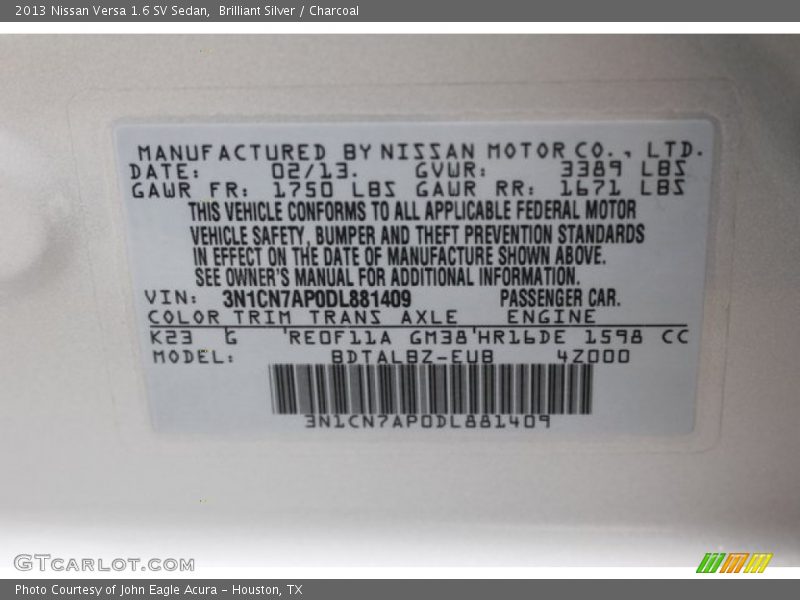 2013 Nissan Versa 1.6 SV Sedan, Brilliant Silver / Charcoal
MANUFACTURED BY NISSAN MOTOR CO., LTD.
DATE: 02/13. GVWR: 3389 LBS
GAWR FR: 1750 LBS GAWR RR: 1671 LBS
THIS VEHICLE CONFORMS TO ALL APPLICABLE FEDERAL MOTOR
VEHICLE SAFETY, BUMPER AND THEFT PREVENTION STANDARDS
IN EFFECT ON THE DATE OF MANUFACTURE SHOWN ABOVE.
SEE OWNER'S MANUAL FOR ADDITIONAL INFORMATION.
VIN: 3N1CN7AP0DL881409 PASSENGER CAR.
COLOR TRIM TRANS AXLE ENGINE
K23 G 'RE0F11A GM38'HR16DE 1598 CC
MODEL: BDTALBZ-EUB 4Z000
3N1CN7AP0DL881409
GTCARLOT.COM
Photo Courtesy of John Eagle Acura - Houston, TX